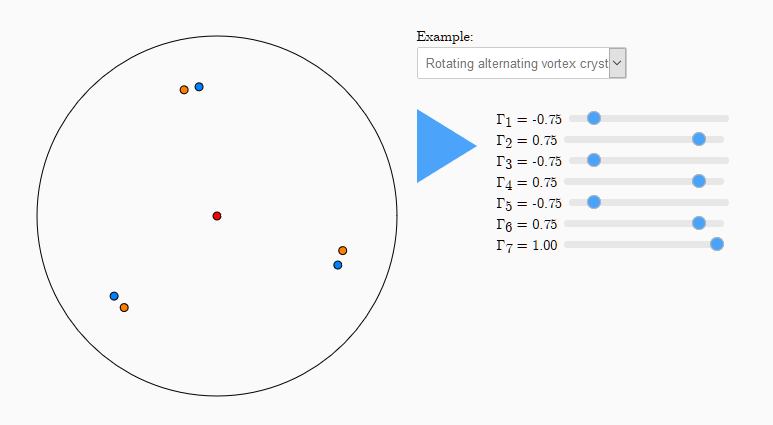 Example:
Rotating alternating vortex cryst
Γ1 = -0.75
Γ2 = 0.75
Γ3 = -0.75
Γ4 = 0.75
Γ5 = -0.75
Γ6 = 0.75
Γ7 = 1.00